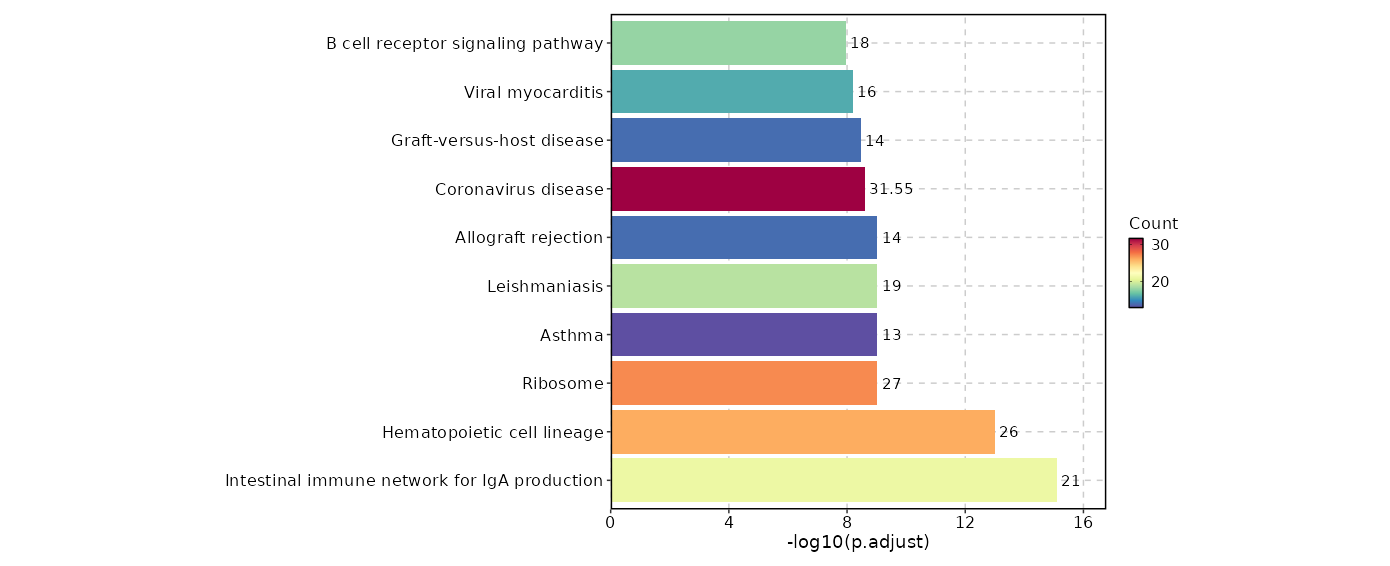 B cell receptor signaling pathway 18
Viral myocarditis 16
Graft-versus-host disease 14
Coronavirus disease 31.55
Allograft rejection 14
Leishmaniasis 19
Asthma 13
Ribosome 27
Hematopoietic cell lineage 26
Intestinal immune network for IgA production 21
0 4 8 12 16
-log10(p.adjust)
Count
30
20